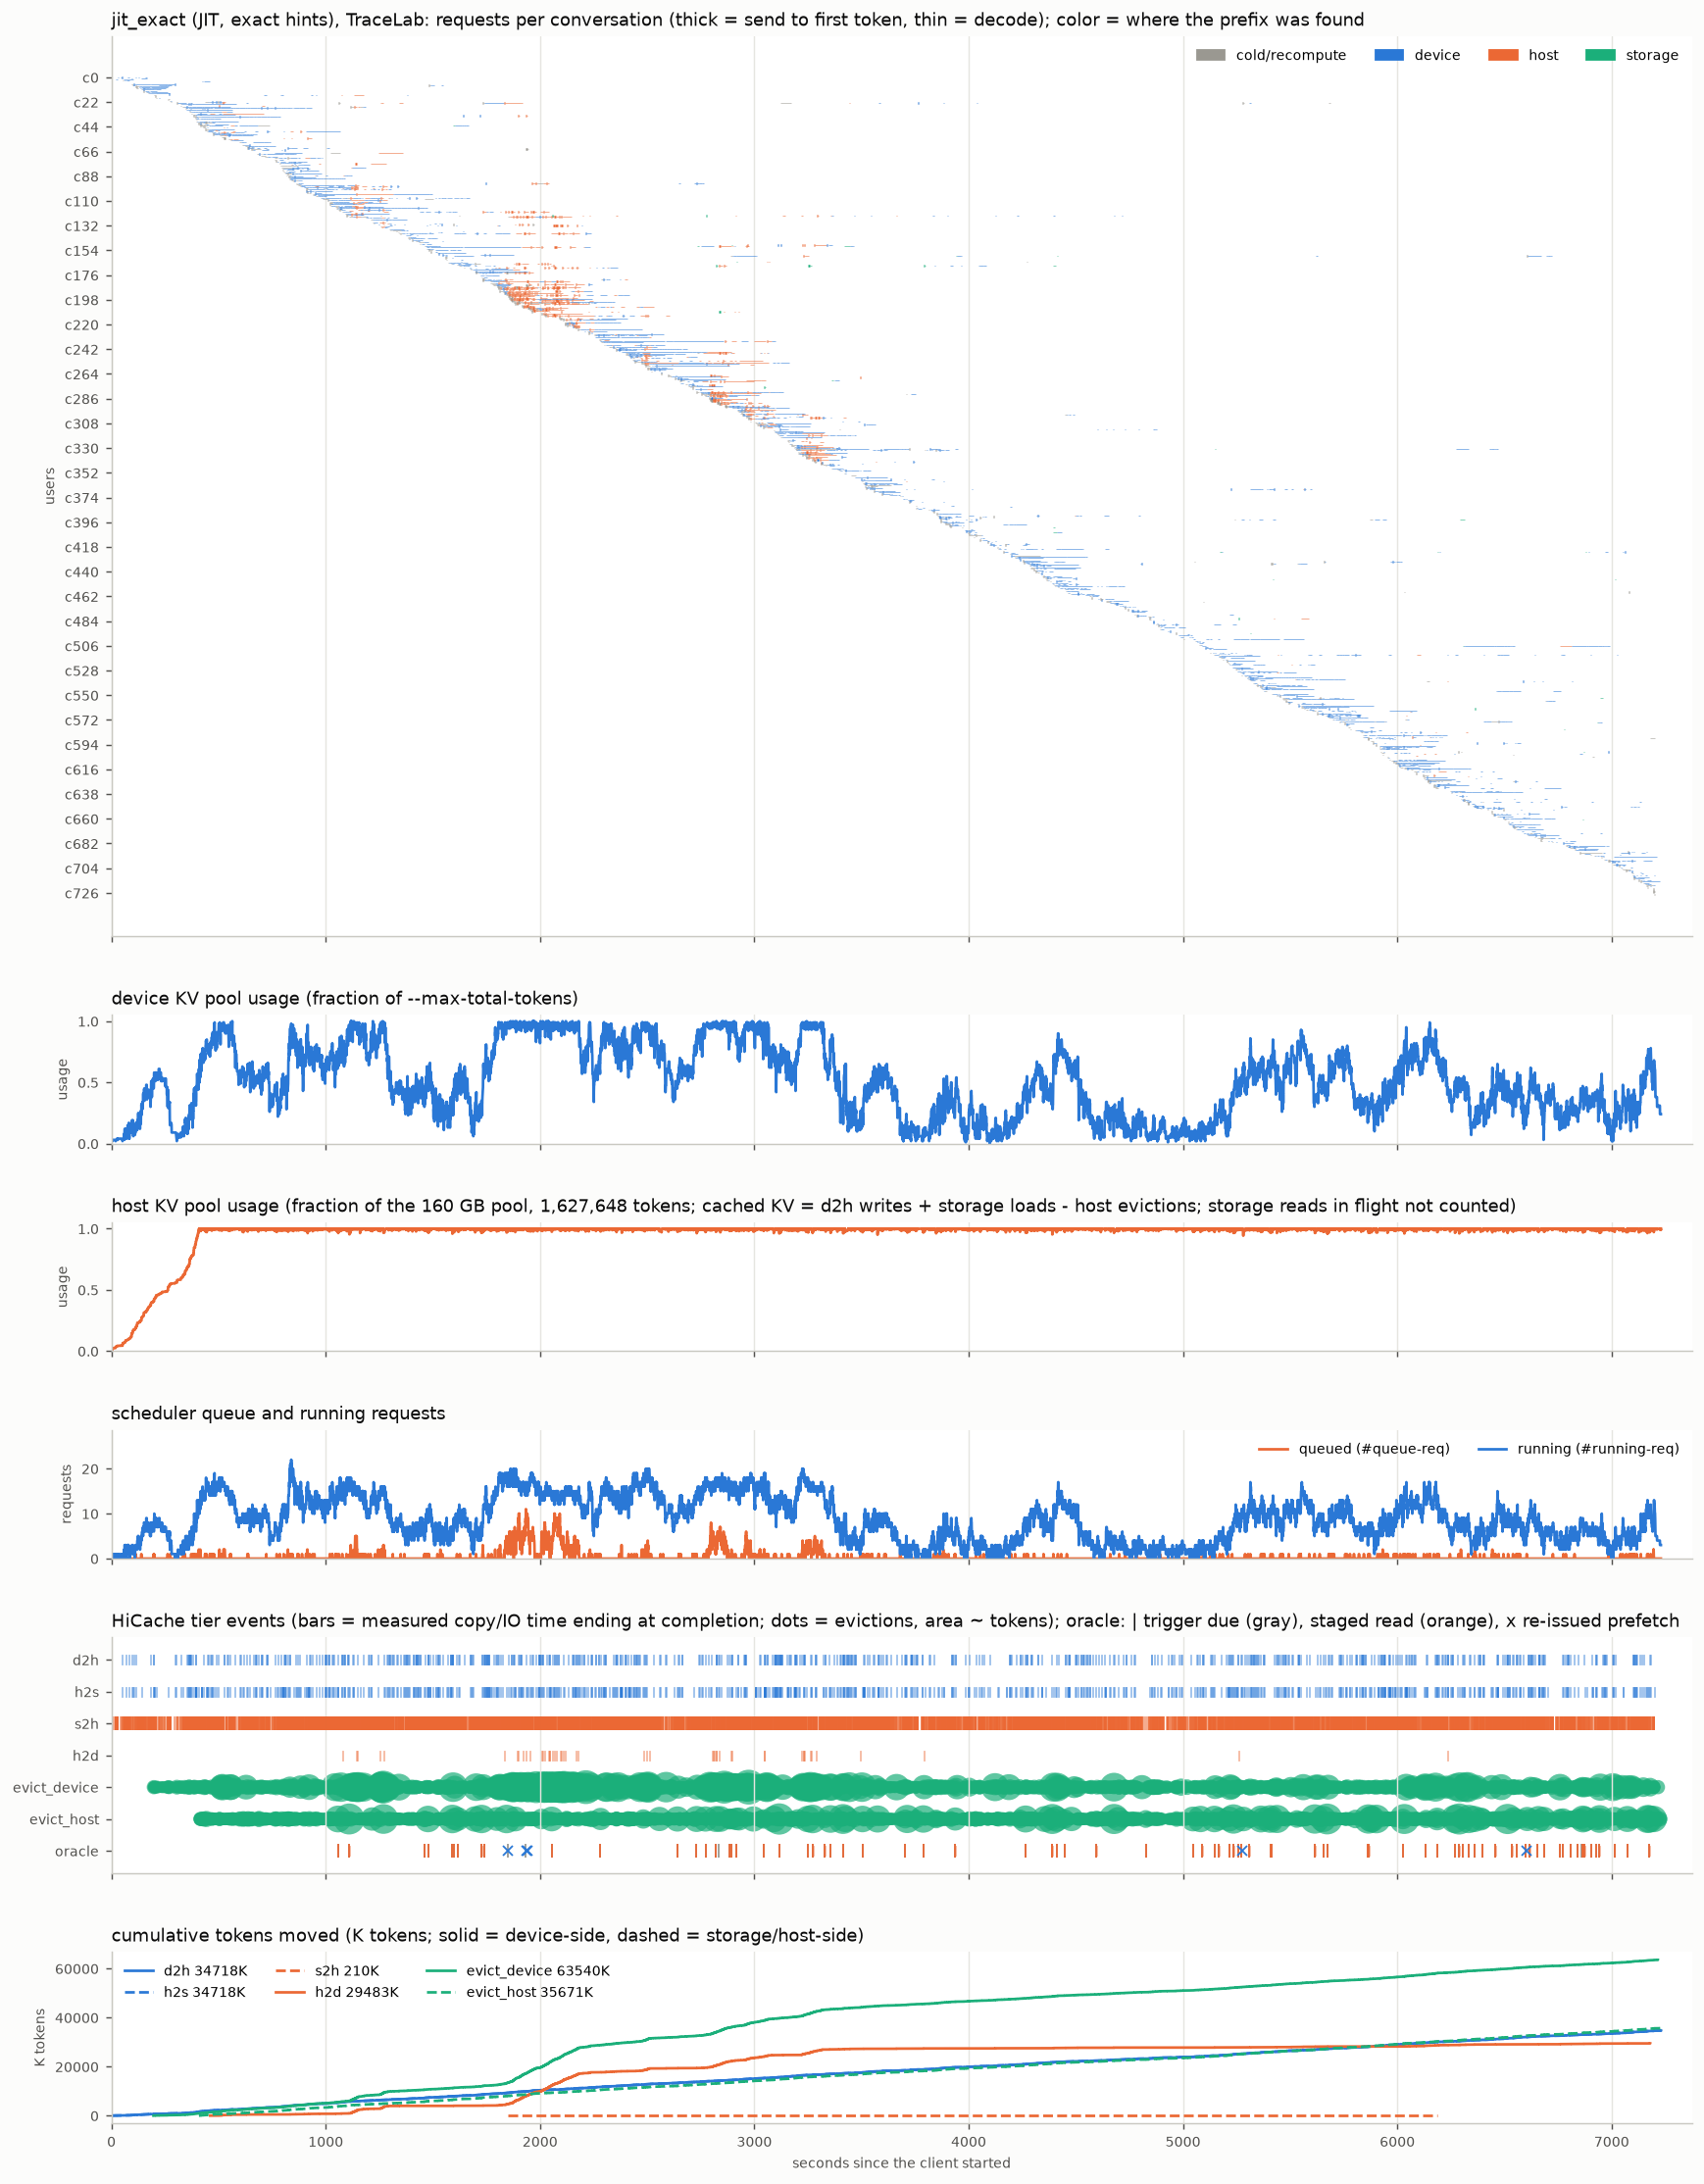 jit_exact (JIT, exact hints), TraceLab: requests per conversation (thick = send to first token, thin = decode); color = where the prefix was found
cold/recompute device host storage
c0
c22
c44
c66
c88
c110
c132
c154
c176
c198
c220
c242
c264
c286
c308
c330
c352
c374
c396
c418
c440
c462
c484
c506
c528
c550
c572
c594
c616
c638
c660
c682
c704
c726
users
device KV pool usage (fraction of --max-total-tokens)
1.0
0.5
0.0
usage
host KV pool usage (fraction of the 160 GB pool, 1,627,648 tokens; cached KV = d2h writes + storage loads - host evictions; storage reads in flight not counted)
1.0
0.5
0.0
usage
scheduler queue and running requests
queued (#queue-req) running (#running-req)
20
10
0
requests
HiCache tier events (bars = measured copy/IO time ending at completion; dots = evictions, area ~ tokens); oracle: | trigger due (gray), staged read (orange), x re-issued prefetch
d2h
h2s
s2h
h2d
evict_device
evict_host
oracle
cumulative tokens moved (K tokens; solid = device-side, dashed = storage/host-side)
d2h 34718K s2h 210K evict_device 63540K
h2s 34718K h2d 29483K evict_host 35671K
60000
40000
20000
0
K tokens
0 1000 2000 3000 4000 5000 6000 7000
seconds since the client started